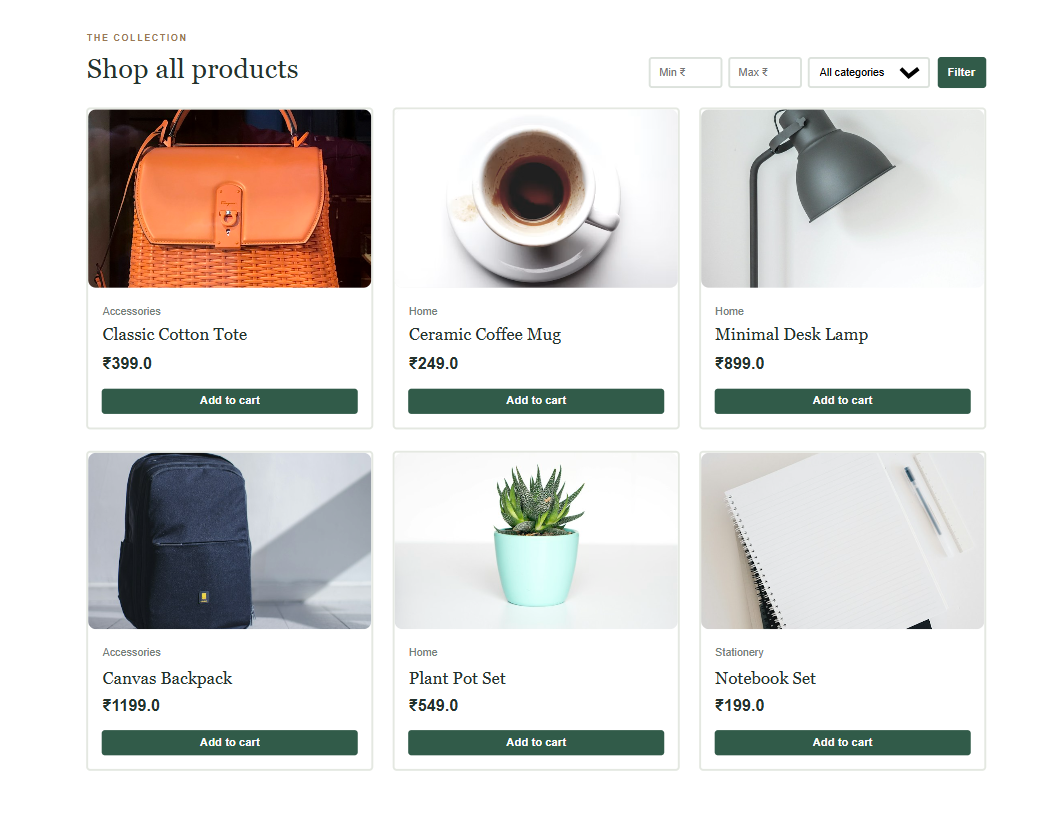 THE COLLECTION
Shop all products
Min ₹ Max ₹ All categories Filter
Accessories
Classic Cotton Tote
₹399.0
Add to cart
Home
Ceramic Coffee Mug
₹249.0
Add to cart
Home
Minimal Desk Lamp
₹899.0
Add to cart
Accessories
Canvas Backpack
₹1199.0
Add to cart
Home
Plant Pot Set
₹549.0
Add to cart
Stationery
Notebook Set
₹199.0
Add to cart